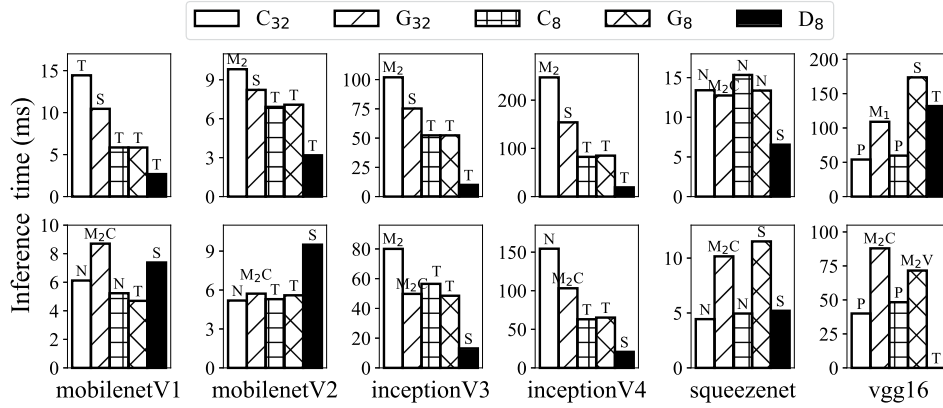 C₃₂ G₃₂ C₈ G₈ D₈
Inference time (ms)
15 10 5 0 T S T T T
9 6 3 0 M₂ S T T T
100 75 50 25 0 M₂ S T T T
200 100 0 M₂ S T T T
15 10 5 0 N M₂C S N S
200 150 100 50 0 P M₁ P S T
10 8 6 4 2 0 N M₂C N T S
9 6 3 0 N M₂C T T S
80 60 40 20 0 M₂ M₂C T T S
150 100 50 0 N M₂C T T S
10 5 0 N M₂C N S S
100 75 50 25 0 P M₂C P M₂V T
mobilenetV1 mobilenetV2 inceptionV3 inceptionV4 squeezenet vgg16